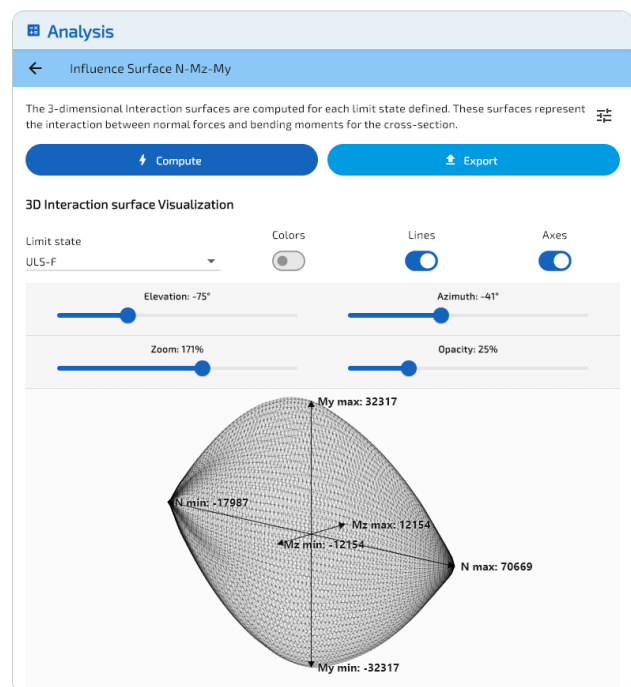 Analysis
Influence Surface N-Mz-My
The 3-dimensional Interaction surfaces are computed for each limit state defined. These surfaces represent
the interaction between normal forces and bending moments for the cross-section.
Compute
Export
3D Interaction surface Visualization
Limit state
Colors
Lines
Axes
ULS-F
Elevation: -75°
Azimuth: -41°
Zoom: 171%
Opacity: 25%
My max: 32317
N min: -17987
Mz max: 12154
Mz min: -12154
N max: 70669
My min: -32317